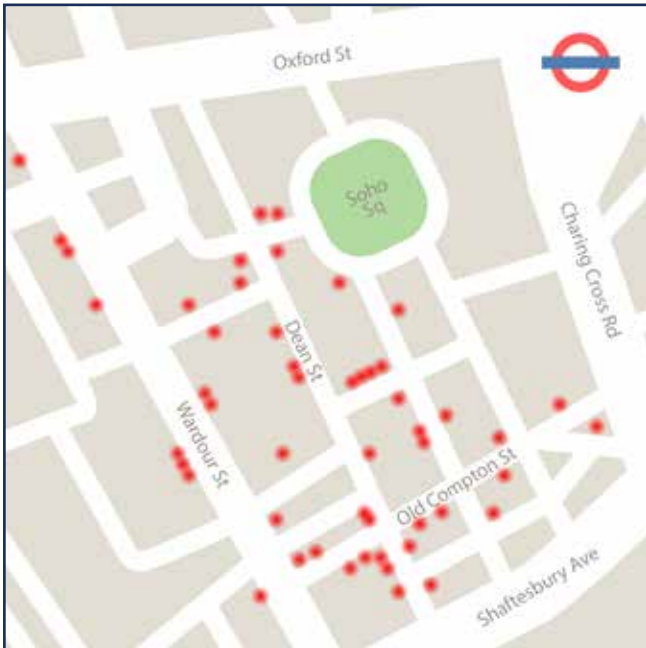 Oxford St
Soho
Sq
Charing Cross Rd
Dean St
Wardour St
Old Compton St
Shaftesbury Ave